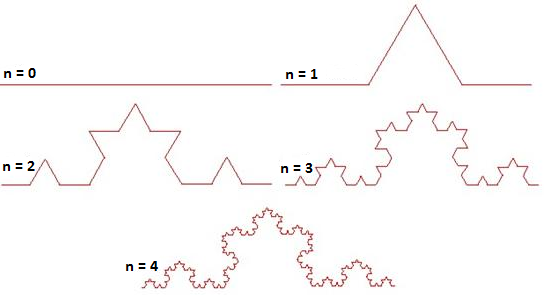 n = 0
n = 1
n = 2
n = 3
n = 4